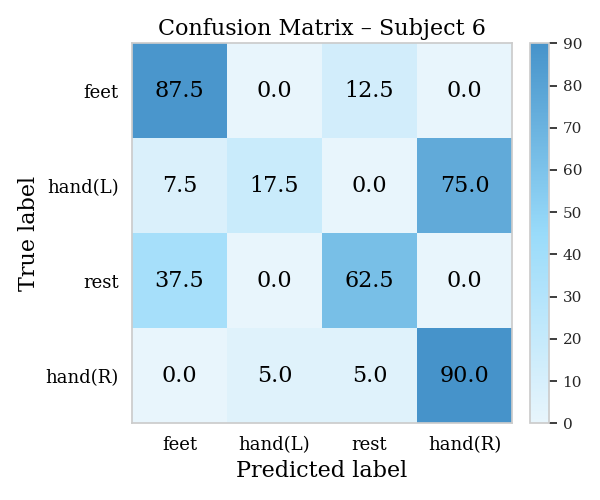 Confusion Matrix – Subject 6
True label
feet 87.5 0.0 12.5 0.0
hand(L) 7.5 17.5 0.0 75.0
rest 37.5 0.0 62.5 0.0
hand(R) 0.0 5.0 5.0 90.0
feet hand(L) rest hand(R)
Predicted label
90
80
70
60
50
40
30
20
10
0